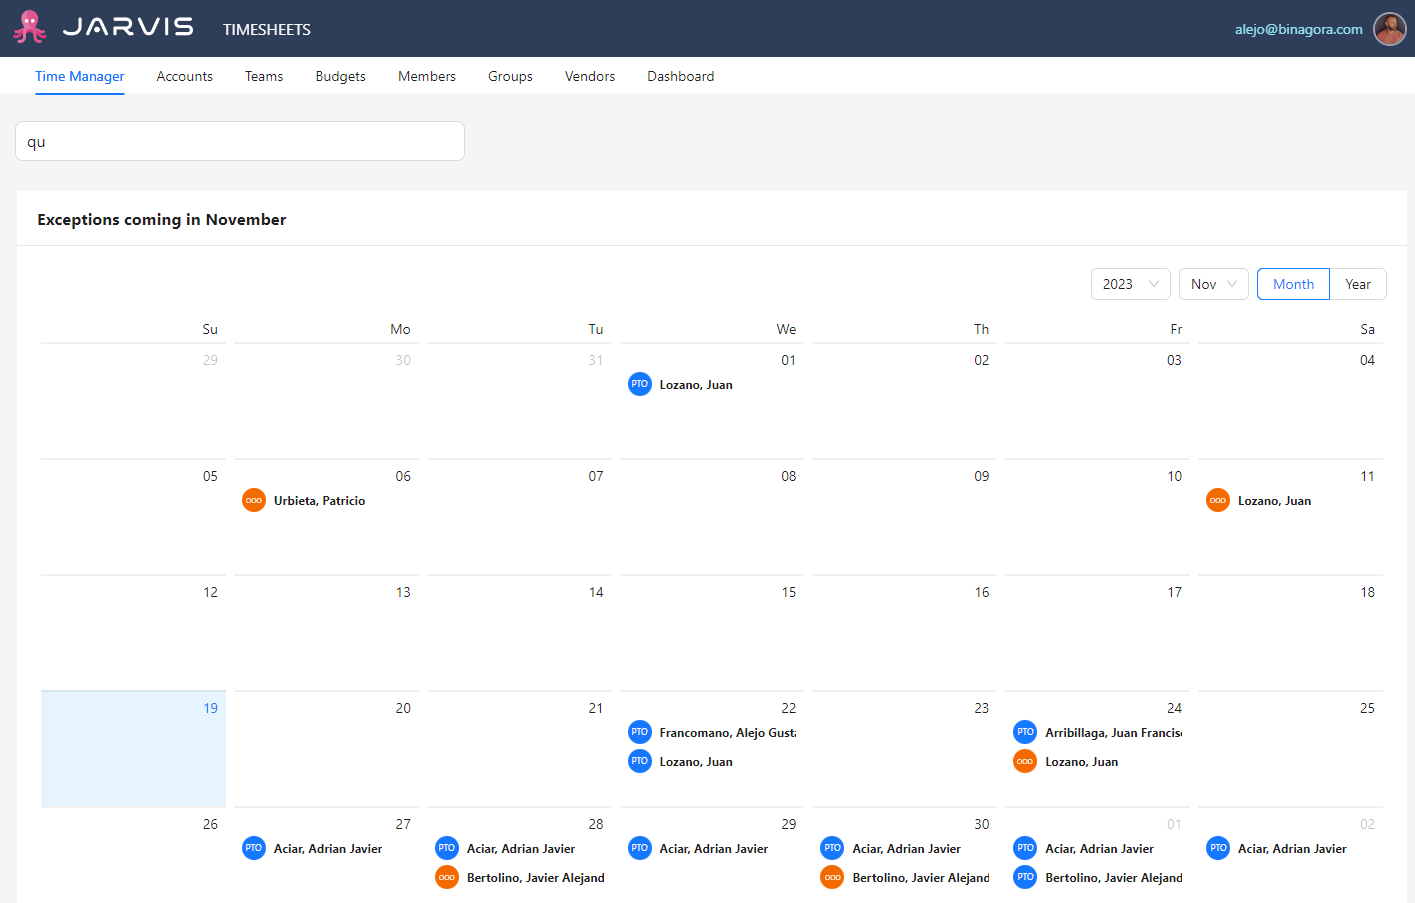 JARVIS TIMESHEETS alejo@binagora.com
Time Manager Accounts Teams Budgets Members Groups Vendors Dashboard
qu
Exceptions coming in November
2023 Nov Month Year
Su Mo Tu We Th Fr Sa
29 30 31 01 02 03 04
PTO Lozano, Juan
05 06 07 08 09 10 11
OOO Urbieta, Patricio OOO Lozano, Juan
12 13 14 15 16 17 18
19 20 21 22 23 24 25
PTO Francomano, Alejo Gusta PTO Arribillaga, Juan Francis
PTO Lozano, Juan OOO Lozano, Juan
26 27 28 29 30 01 02
PTO Aciar, Adrian Javier PTO Aciar, Adrian Javier PTO Aciar, Adrian Javier PTO Aciar, Adrian Javier PTO Aciar, Adrian Javier PTO Aciar, Adrian Javier
OOO Bertolino, Javier Alejand OOO Bertolino, Javier Alejand PTO Bertolino, Javier Alejand